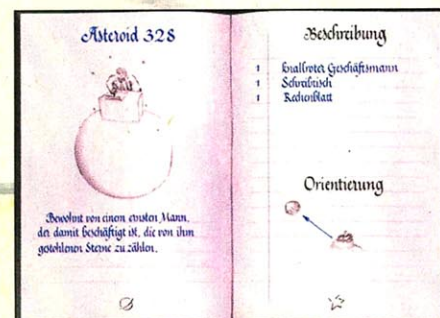 Asteroid 328
Bewohnt von einem ernsten Mann,
der damit beschäftigt ist, die von ihm
gestohlenen Sterne zu zählen.
Beschreibung
1 knallroter Geschäftsmann
1 Schreibtisch
1 Rechenblatt
Orientierung